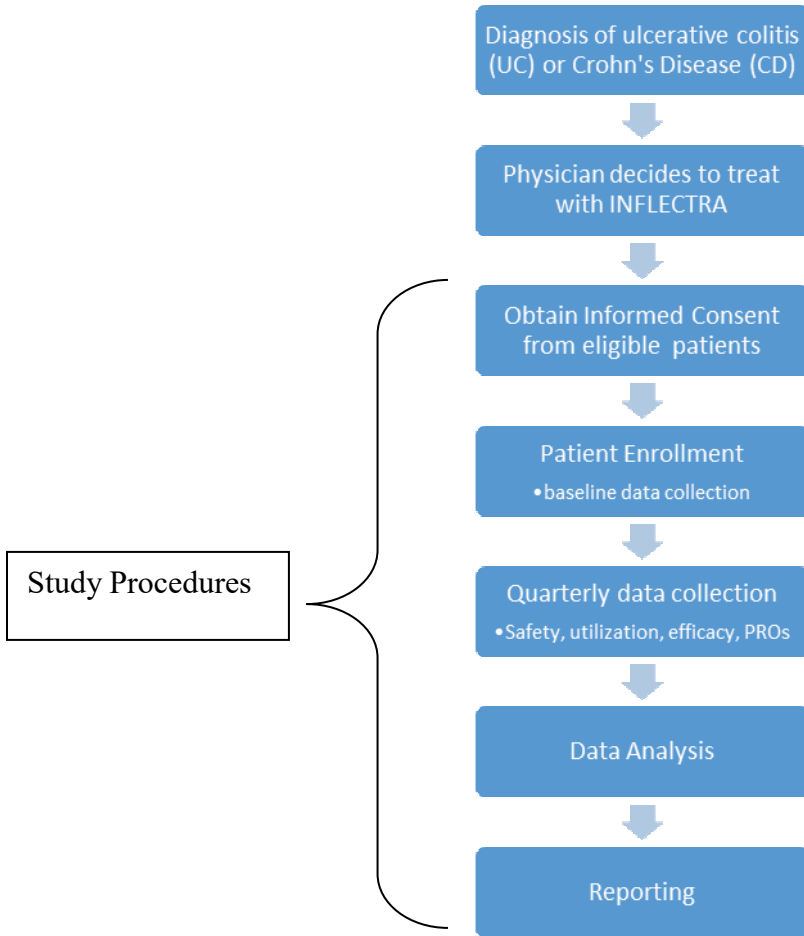 Diagnosis of ulcerative colitis
(UC) or Crohn's Disease (CD)
Physician decides to treat
with INFLECTRA
Obtain Informed Consent
from eligible patients
Patient Enrollment
•baseline data collection
Study Procedures
Quarterly data collection
•Safety, utilization, efficacy, PROs
Data Analysis
Reporting